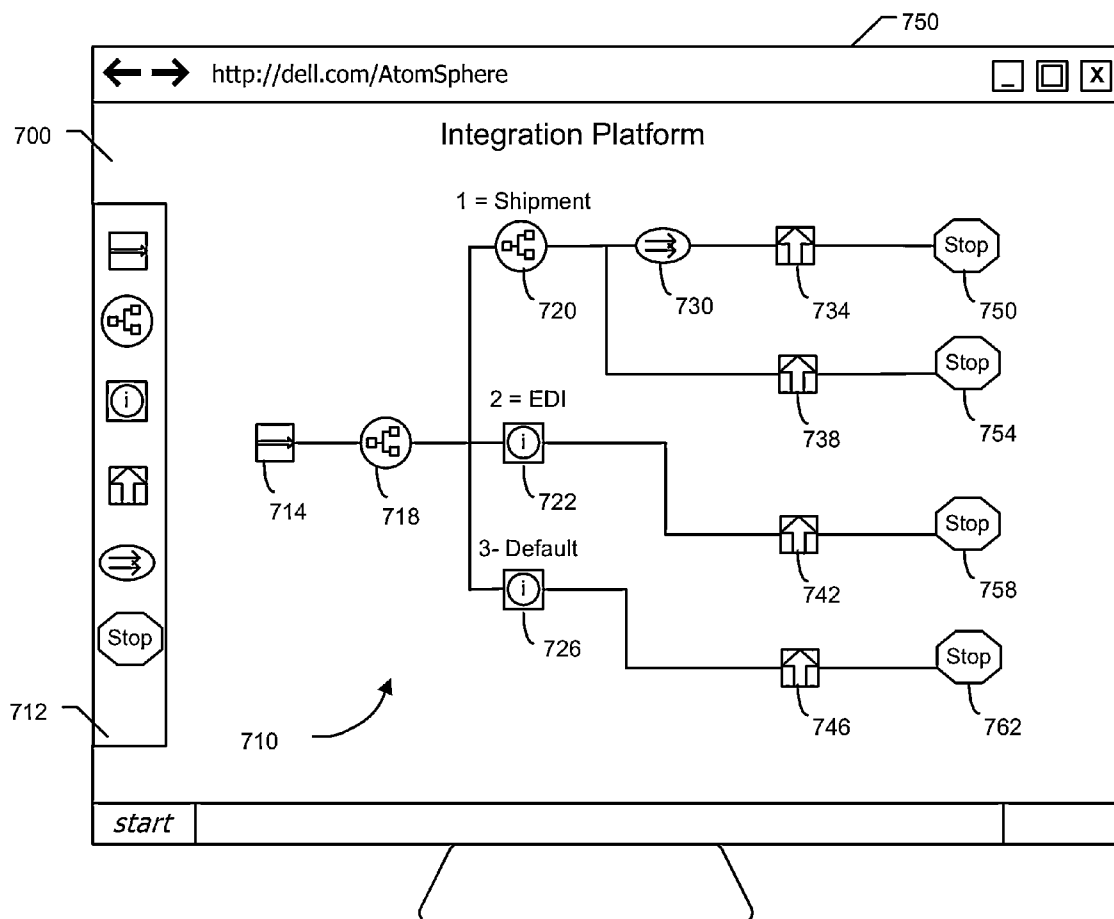 750
http://dell.com/AtomSphere
_ X
700
Integration Platform
1 = Shipment
Stop
720
730
734
750
i
2 = EDI
Stop
738
754
i
714
718
722
3- Default
Stop
742
758
i
Stop
726
Stop
746
762
712
710
start